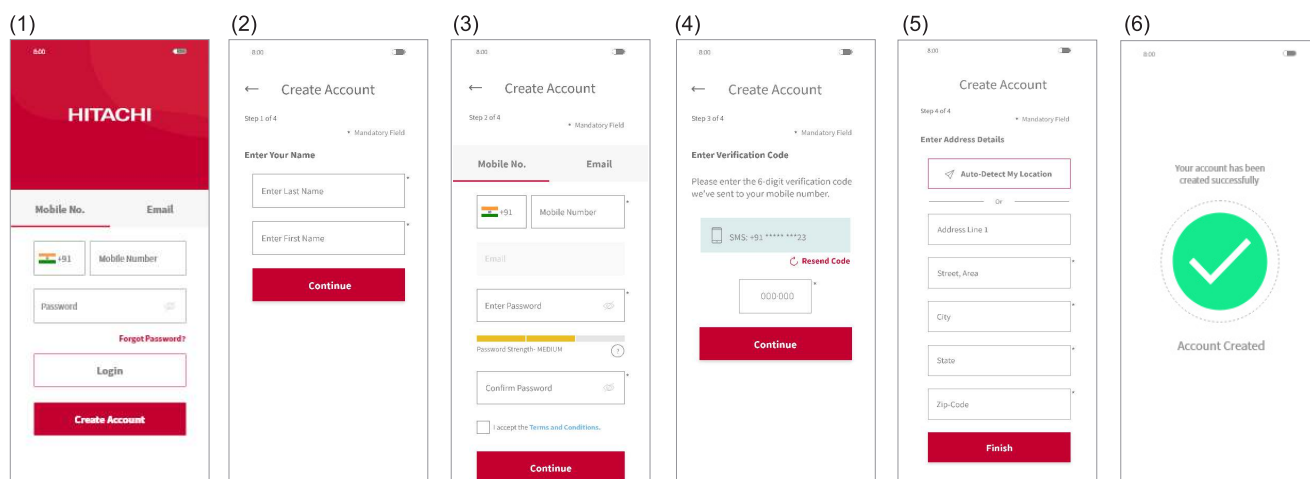 (1)
8:00
HITACHI
Mobile No. Email
+91 Mobile Number
Password
Forgot Password?
Login
Create Account
(2)
8:00
← Create Account
Step 1 of 4
* Mandatory Field
Enter Your Name
Enter Last Name *
Enter First Name *
Continue
(3)
8:00
← Create Account
Step 2 of 4
* Mandatory Field
Mobile No. Email
+91 Mobile Number *
Email
Enter Password *
Password Strength- MEDIUM ?
Confirm Password *
I accept the Terms and Conditions.
Continue
(4)
8:00
← Create Account
Step 3 of 4
* Mandatory Field
Enter Verification Code
Please enter the 6-digit verification code
we've sent to your mobile number.
SMS: +91 ***** ***23
Resend Code
000-000 *
Continue
(5)
8:00
Create Account
Step 4 of 4
* Mandatory Field
Enter Address Details
Auto-Detect My Location
Or
Address Line 1
Street, Area *
City *
State *
Zip-Code *
Finish
(6)
8:00
Your account has been
created successfully
Account Created